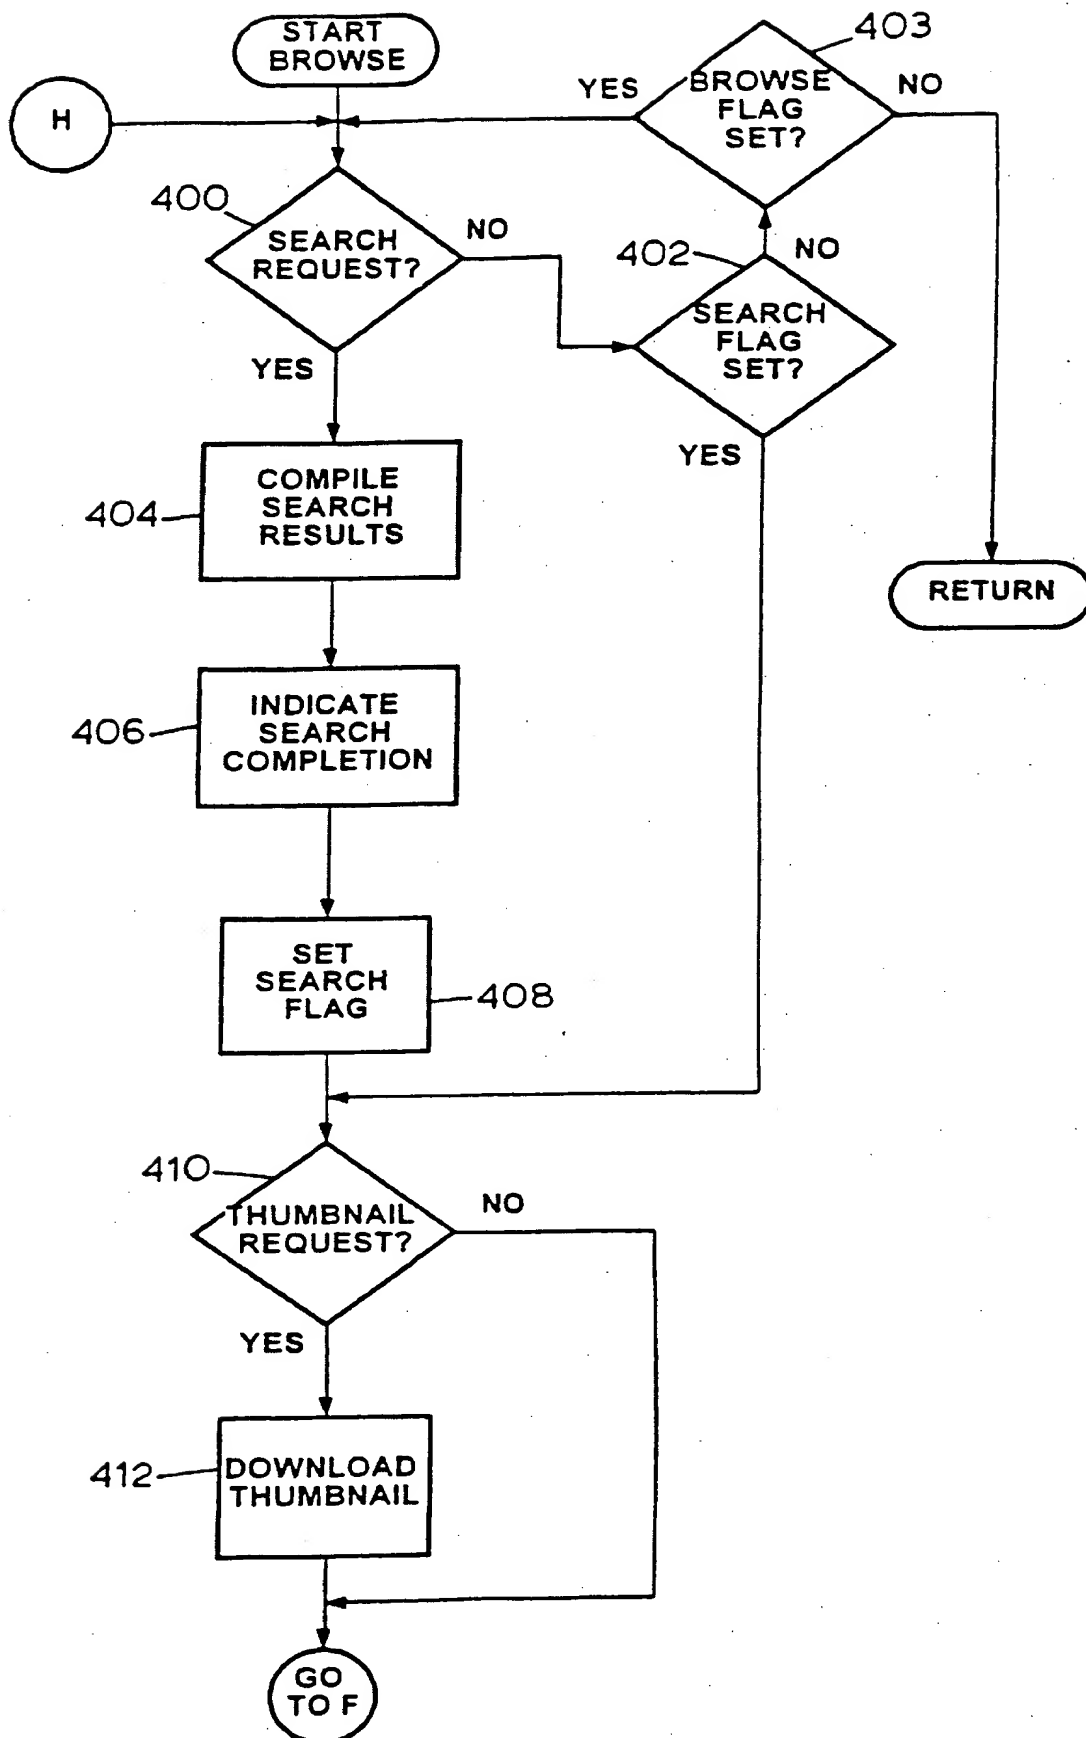 START
BROWSE
403
YES
BROWSE
FLAG
SET?
NO
H
400
SEARCH
REQUEST?
NO
402
NO
SEARCH
FLAG
SET?
YES
YES
404
COMPILE
SEARCH
RESULTS
RETURN
406
INDICATE
SEARCH
COMPLETION
SET
SEARCH
FLAG
408
410
THUMBNAIL
REQUEST?
NO
YES
412
DOWNLOAD
THUMBNAIL
GO
TO F